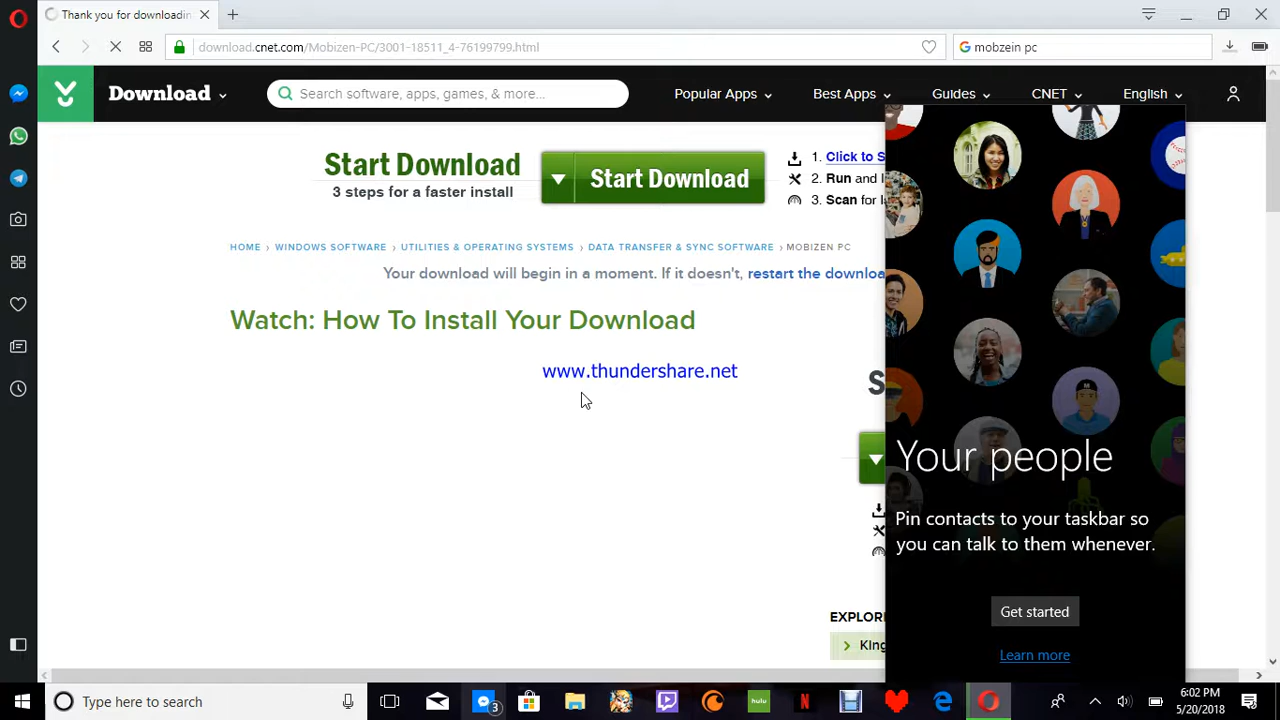 Thank you for downloadin
download.cnet.com/Mobizen-PC/3001-18511_4-76199799.html
mobzein pc
Download
Search software, apps, games, & more...
Popular Apps
Best Apps
Guides
CNET
English
Start Download
3 steps for a faster install
Start Download
1. Click to S
2. Run and I
3. Scan for
HOME > WINDOWS SOFTWARE > UTILITIES & OPERATING SYSTEMS > DATA TRANSFER & SYNC SOFTWARE > MOBIZEN PC
Your download will begin in a moment. If it doesn't, restart the downloa
Watch: How To Install Your Download
www.thundershare.net
S
Your people
Pin contacts to your taskbar so
you can talk to them whenever.
Get started
Learn more
EXPLOR
King
Type here to search
3
hulu
N
6:02 PM
5/20/2018